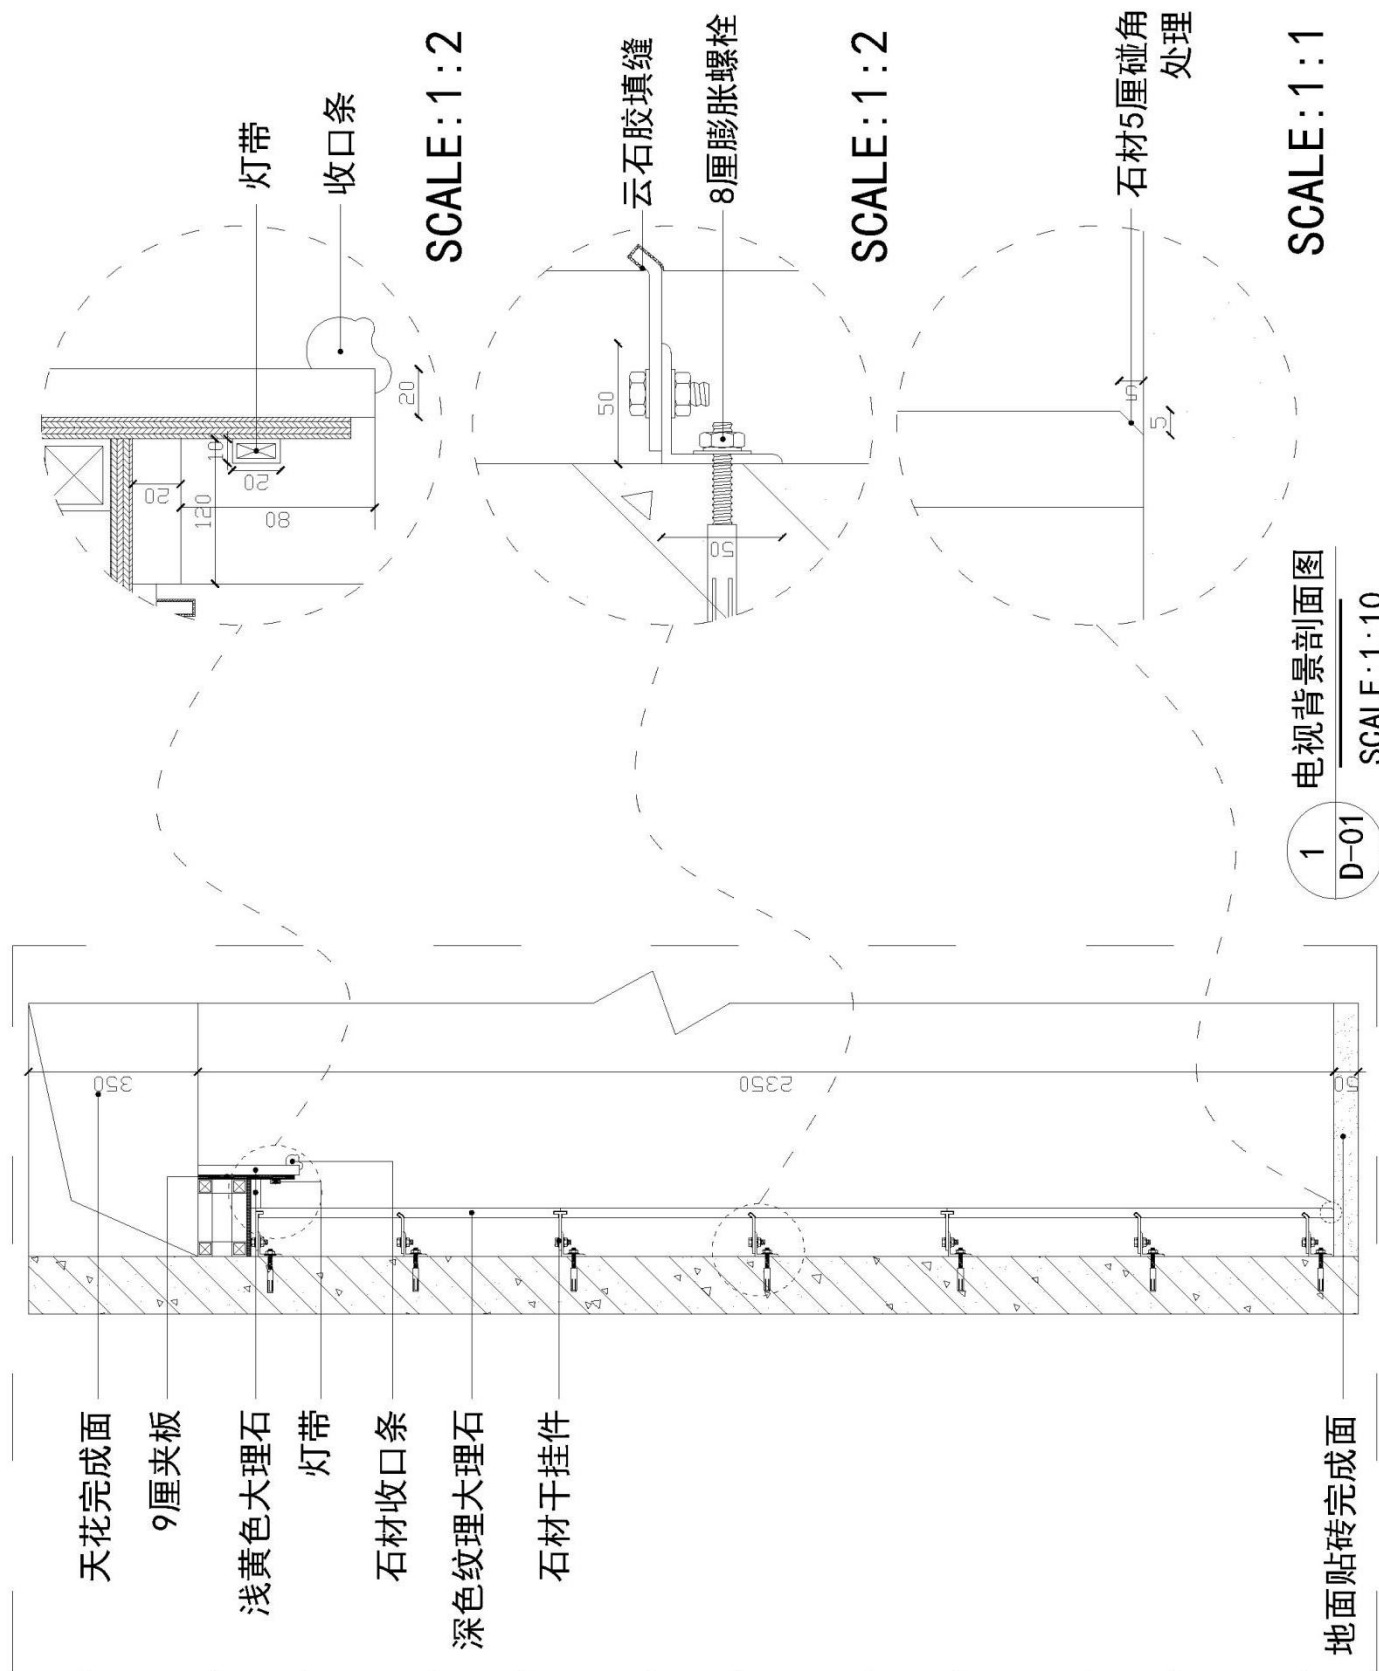 天花完成面
9厘夹板
浅黄色大理石
灯带
石材收口条
深色纹理大理石
石材干挂件
地面贴砖完成面
350
2350
50
1
D-01
电视背景剖面图
SCALE:1:10
灯带
收口条
20
10
20
120
80
20
SCALE:1:2
云石胶填缝
8厘膨胀螺栓
50
50
SCALE:1:2
石材5厘碰角
处理
5
5
SCALE:1:1